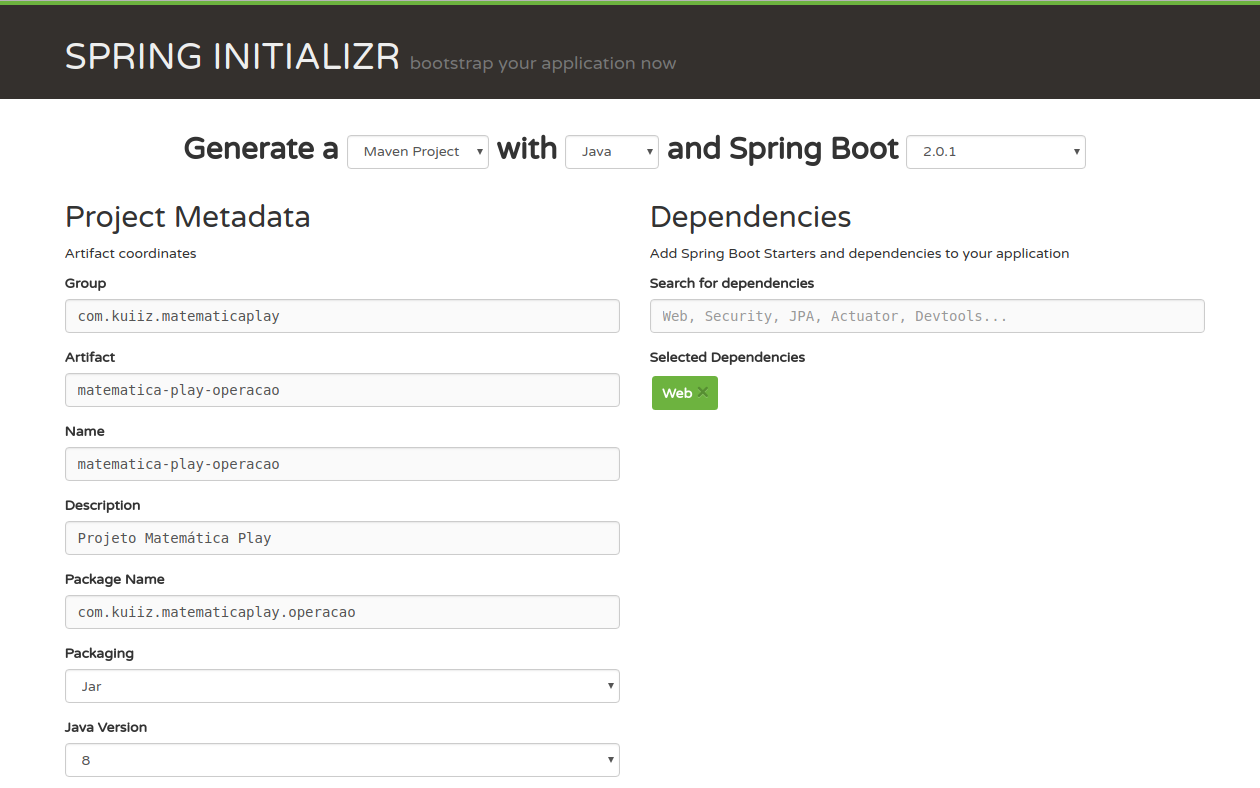 SPRING INITIALIZR bootstrap your application now
Generate a Maven Project with Java and Spring Boot 2.0.1
Project Metadata
Artifact coordinates
Group
com.kuiiz.matematicaplay
Artifact
matematica-play-operacao
Name
matematica-play-operacao
Description
Projeto Matemática Play
Package Name
com.kuiiz.matematicaplay.operacao
Packaging
Jar
Java Version
8
Dependencies
Add Spring Boot Starters and dependencies to your application
Search for dependencies
Web, Security, JPA, Actuator, Devtools...
Selected Dependencies
Web ×